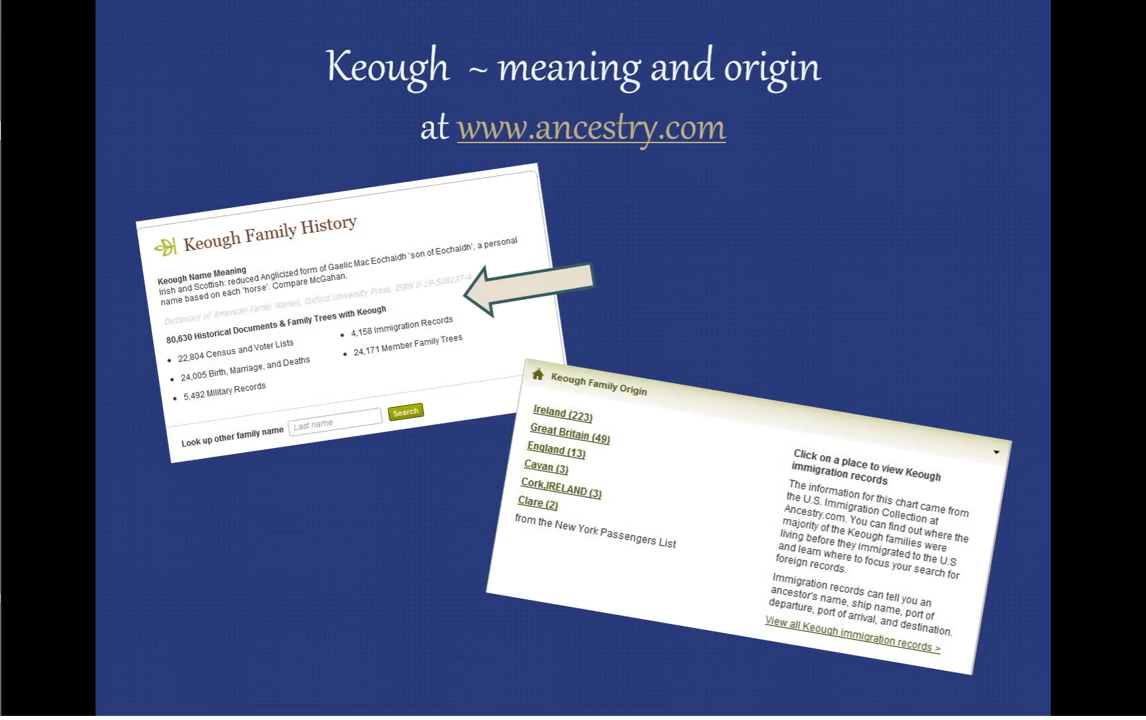 Keough ~ meaning and origin
at www.ancestry.com
Keough Family History
Keough Name Meaning
Irish and Scottish: reduced Anglicized form of Gaelic Mac Eochaidh 'son of Eochaidh', a personal
name based on each 'horse'. Compare McGahan.
Dictionary of American Family Names, Oxford University Press, ISBN 0-19-508137-4
80,630 Historical Documents & Family Trees with Keough
22,804 Census and Voter Lists
24,005 Birth, Marriage, and Deaths
5,492 Military Records
4,158 Immigration Records
24,171 Member Family Trees
Look up other family name Last name Search
Keough Family Origin
Ireland (223)
Great Britain (49)
England (13)
Cavan (3)
Cork,IRELAND (3)
Clare (2)
from the New York Passengers List
Click on a place to view Keough
immigration records
The information for this chart came from
the U.S. Immigration Collection at
Ancestry.com. You can find out where the
majority of the Keough families were
living before they immigrated to the U.S
and learn where to focus your search for
foreign records.
Immigration records can tell you an
ancestor's name, ship name, port of
departure, port of arrival, and destination.
View all Keough immigration records >